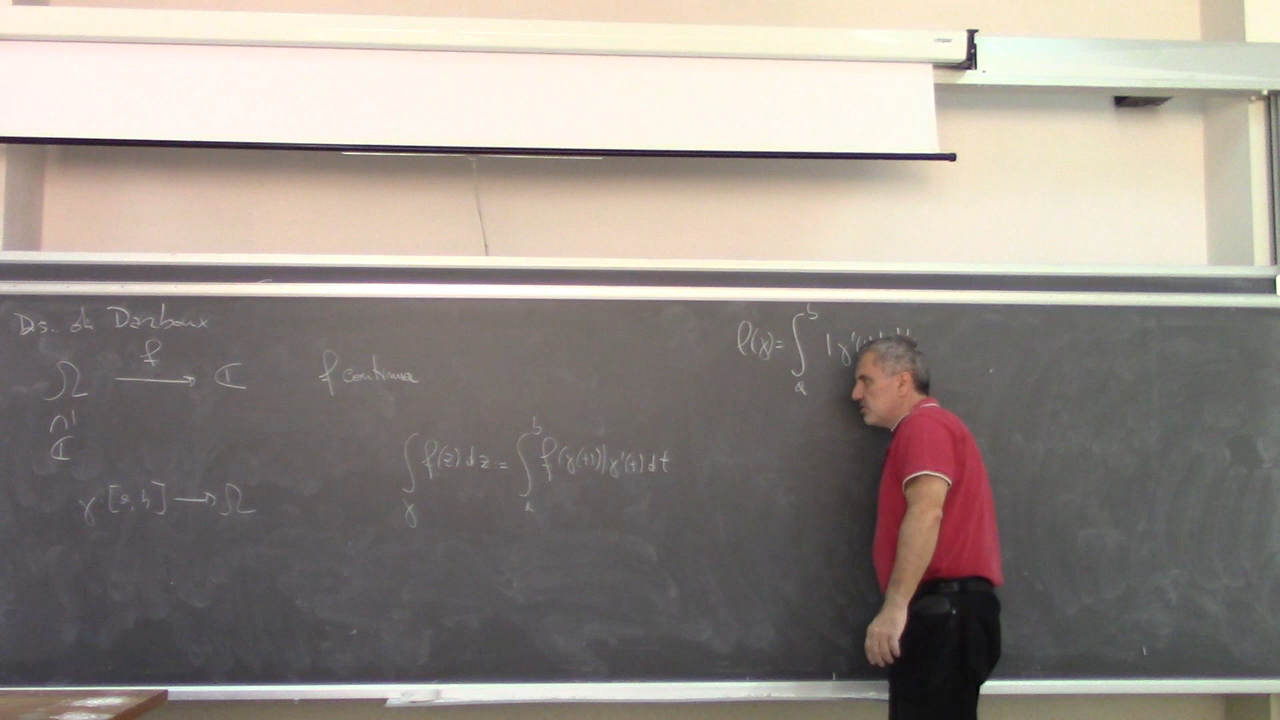 Dis. di Darboux
f
Ω ⟶ ℂ f continua
∩|
ℂ
γ: [a, b] ⟶ Ω
∫_γ f(z) dz = ∫_a^b f(γ(t)) γ'(t) dt
ℓ(γ) = ∫_a^b |γ'(